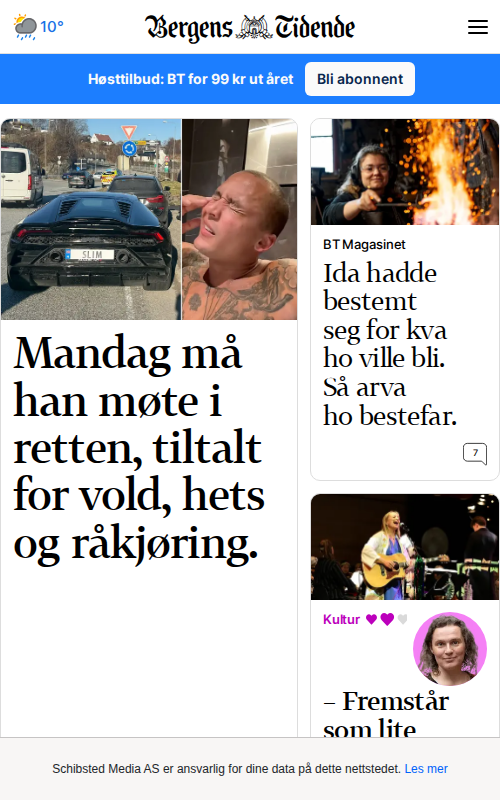 10°
Bergens Tidende
Høsttilbud: BT for 99 kr ut året
Bli abonnent
SLIM
Mandag må
han møte i
retten, tiltalt
for vold, hets
og råkjøring.
BT Magasinet
Ida hadde
bestemt
seg for kva
ho ville bli.
Så arva
ho bestefar.
7
Kultur
– Fremstår
som lite
Schibsted Media AS er ansvarlig for dine data på dette nettstedet. Les mer